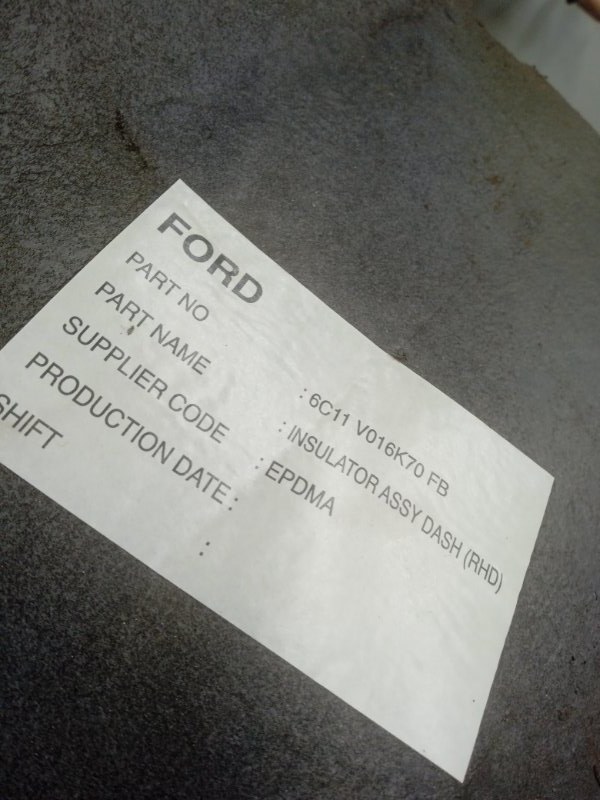 FORD
PART NO : 6C11 V016K70 FB
PART NAME : INSULATOR ASSY DASH (RHD)
SUPPLIER CODE : EPDMA
PRODUCTION DATE :
SHIFT :